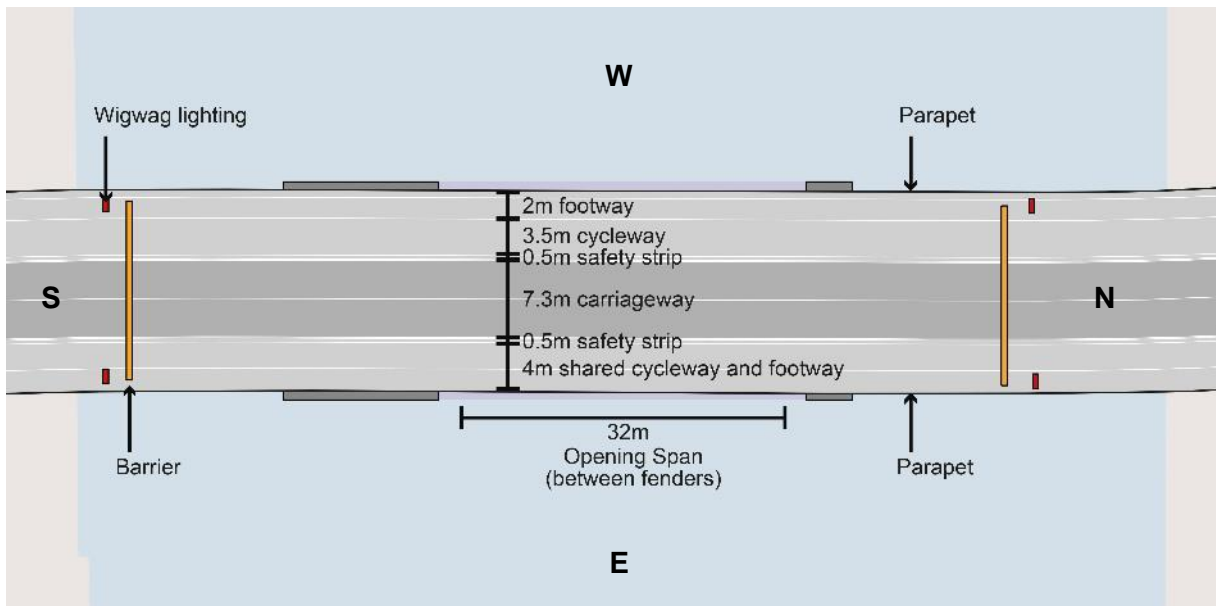 W
Wigwag lighting
Parapet
2m footway
3.5m cycleway
0.5m safety strip
S
7.3m carriageway
N
0.5m safety strip
4m shared cycleway and footway
32m
Opening Span
(between fenders)
Barrier
Parapet
E